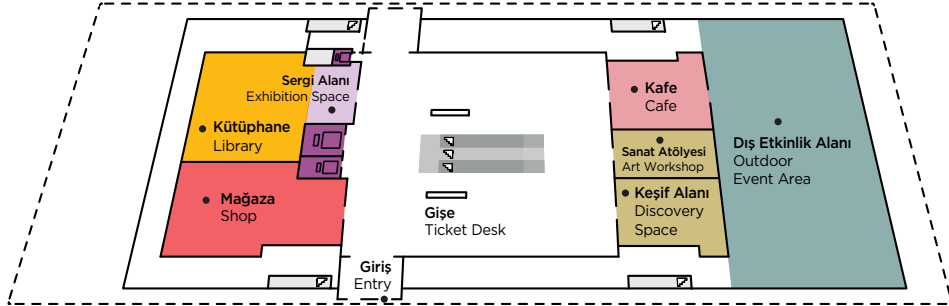 Sergi Alanı
Exhibition Space
Kütüphane
Library
Mağaza
Shop
Gişe
Ticket Desk
Giriş
Entry
Kafe
Cafe
Sanat Atölyesi
Art Workshop
Keşif Alanı
Discovery
Space
Dış Etkinlik Alanı
Outdoor
Event Area